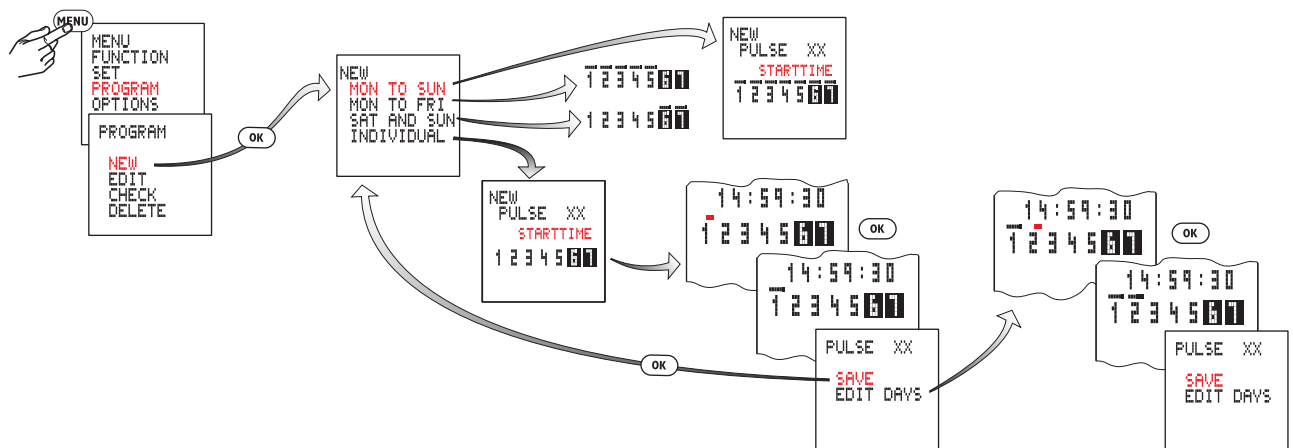 MENU
MENU
FUNCTION
SET
PROGRAM
OPTIONS
PROGRAM
NEW
EDIT
CHECK
DELETE
OK
NEW
MON TO SUN
MON TO FRI
SAT AND SUN
INDIVIDUAL
1 2 3 4 5 6 7
1 2 3 4 5 6 7
NEW
PULSE XX
STARTTIME
1 2 3 4 5 6 7
NEW
PULSE XX
STARTTIME
1 2 3 4 5 6 7
14:59:30
1 2 3 4 5 6 7
OK
14:59:30
1 2 3 4 5 6 7
PULSE XX
SAVE
EDIT DAYS
OK
14:59:30
1 2 3 4 5 6 7
OK
14:59:30
1 2 3 4 5 6 7
PULSE XX
SAVE
EDIT DAYS